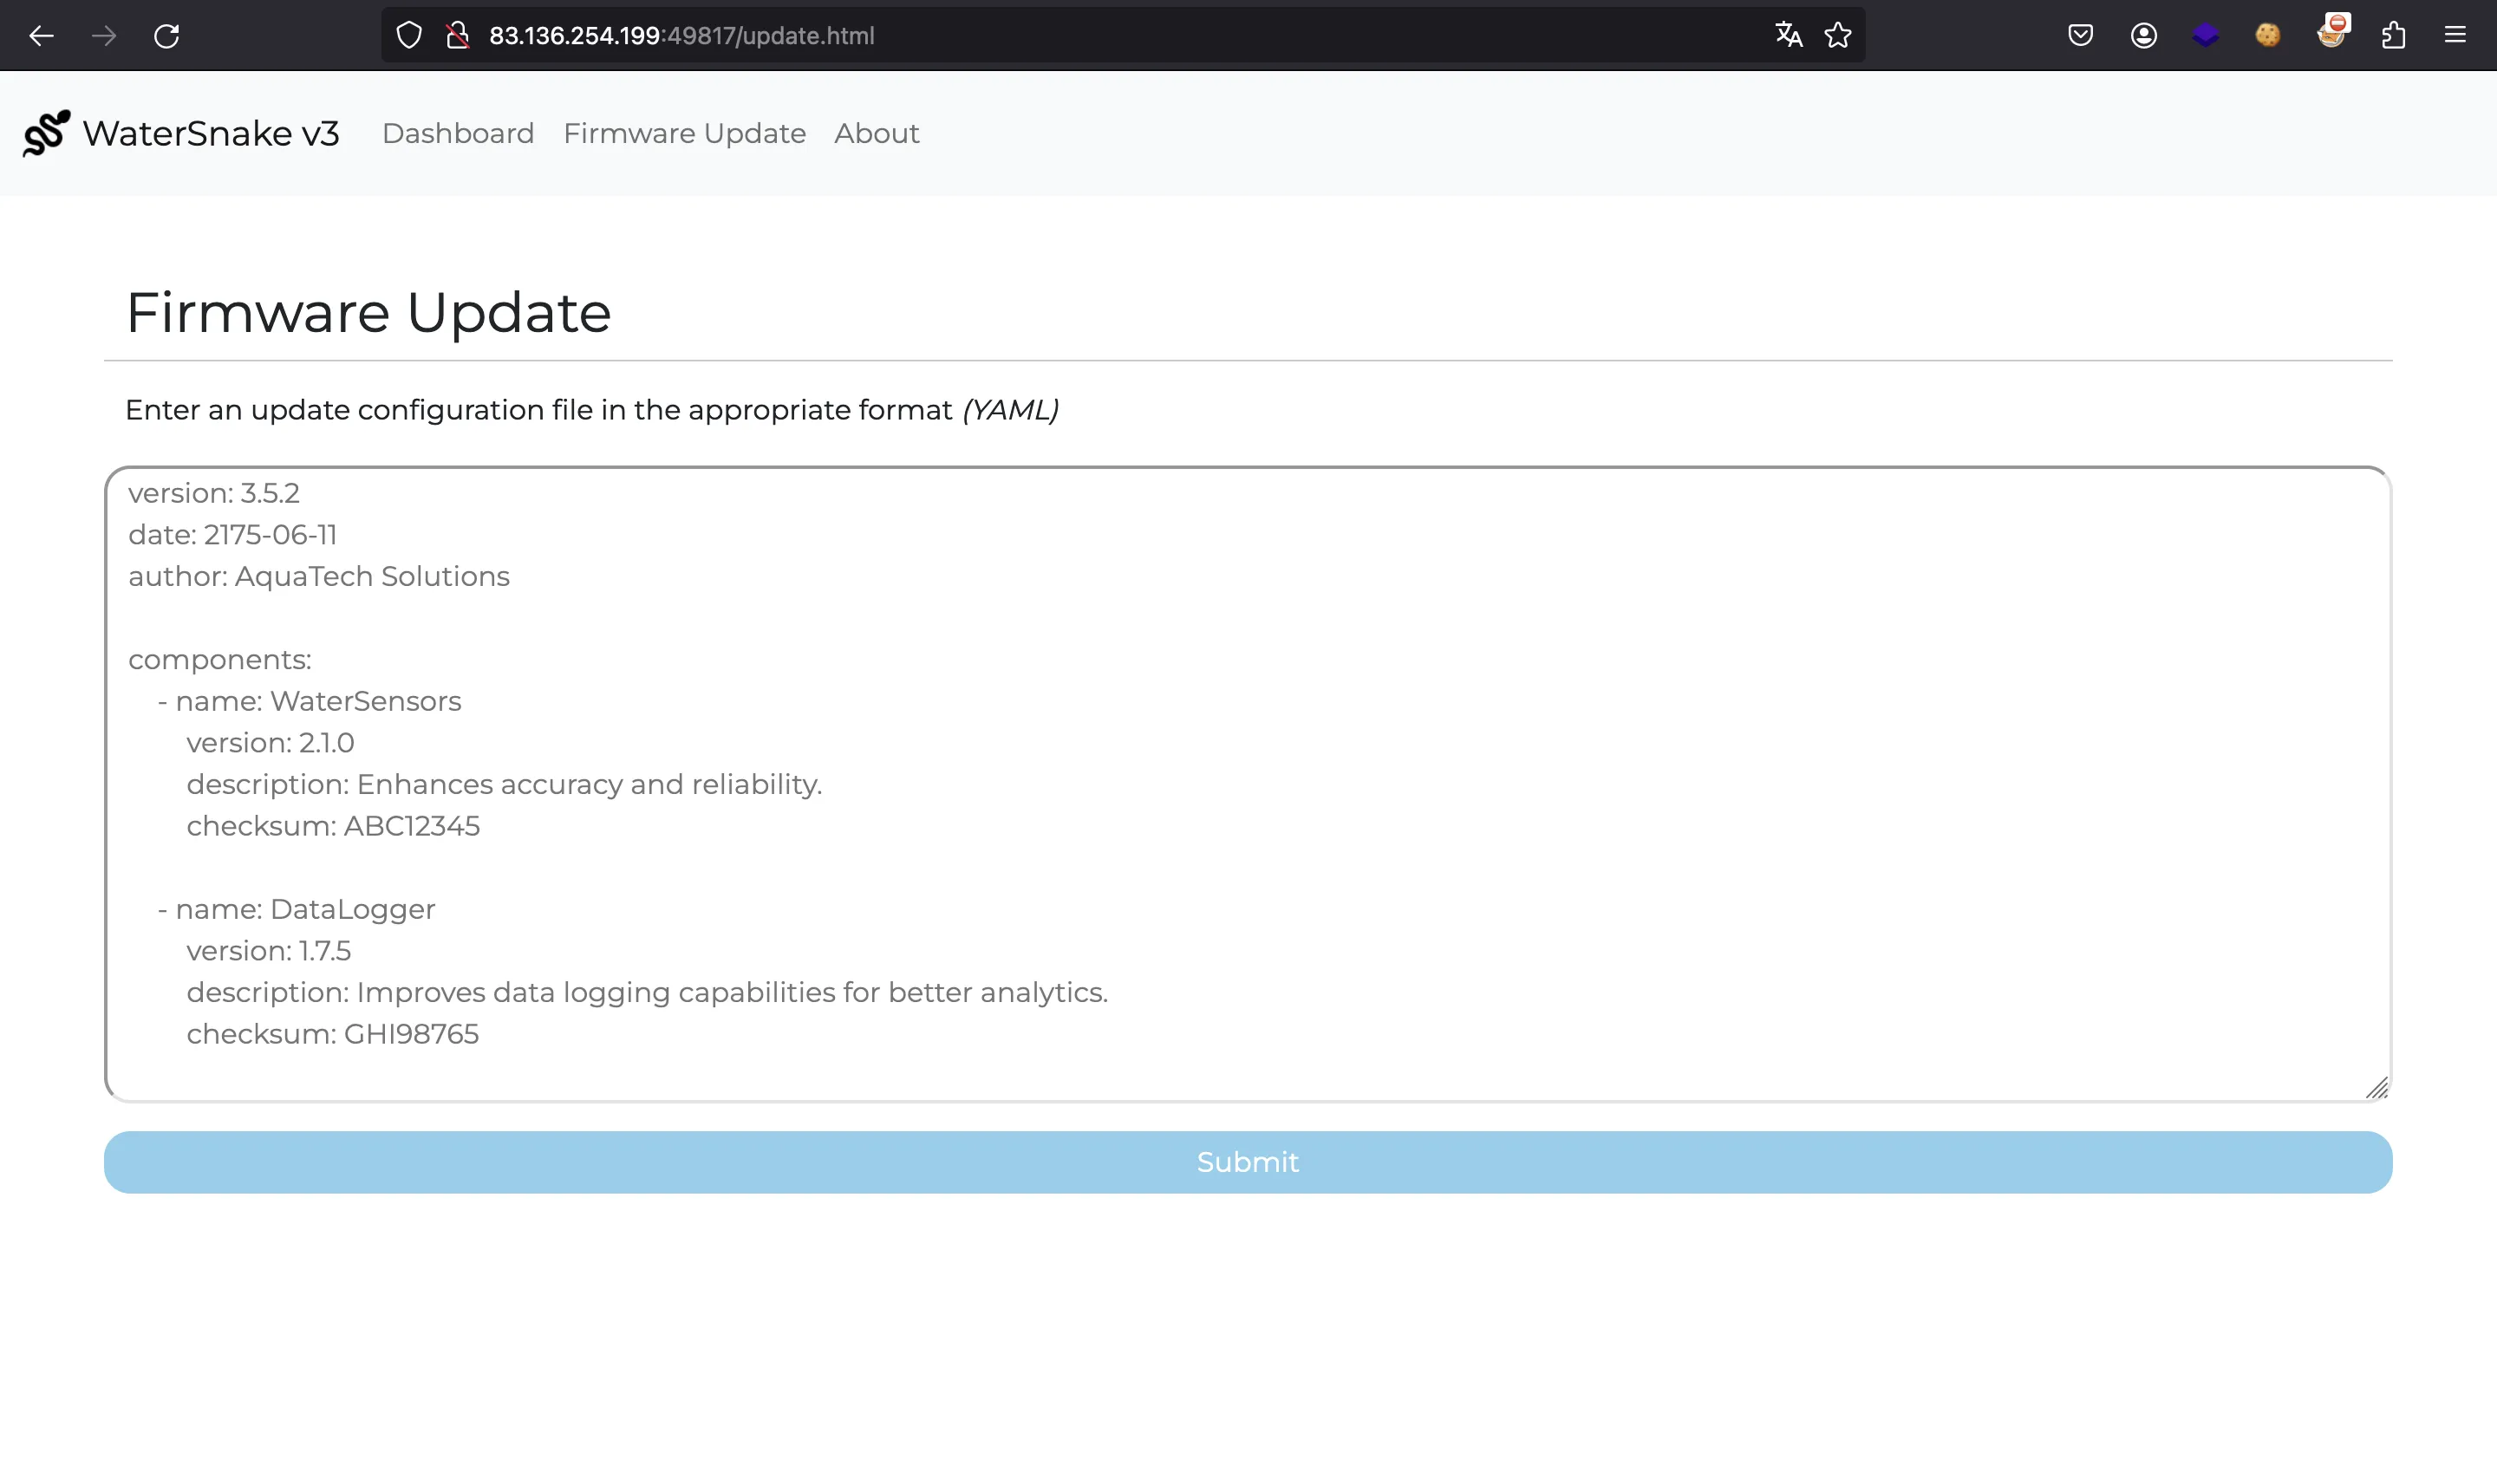 83.136.254.199:49817/update.html
WaterSnake v3 Dashboard Firmware Update About
Firmware Update
Enter an update configuration file in the appropriate format (YAML)
version: 3.5.2
date: 2175-06-11
author: AquaTech Solutions
components:
- name: WaterSensors
version: 2.1.0
description: Enhances accuracy and reliability.
checksum: ABC12345
- name: DataLogger
version: 1.7.5
description: Improves data logging capabilities for better analytics.
checksum: GHI98765
Submit